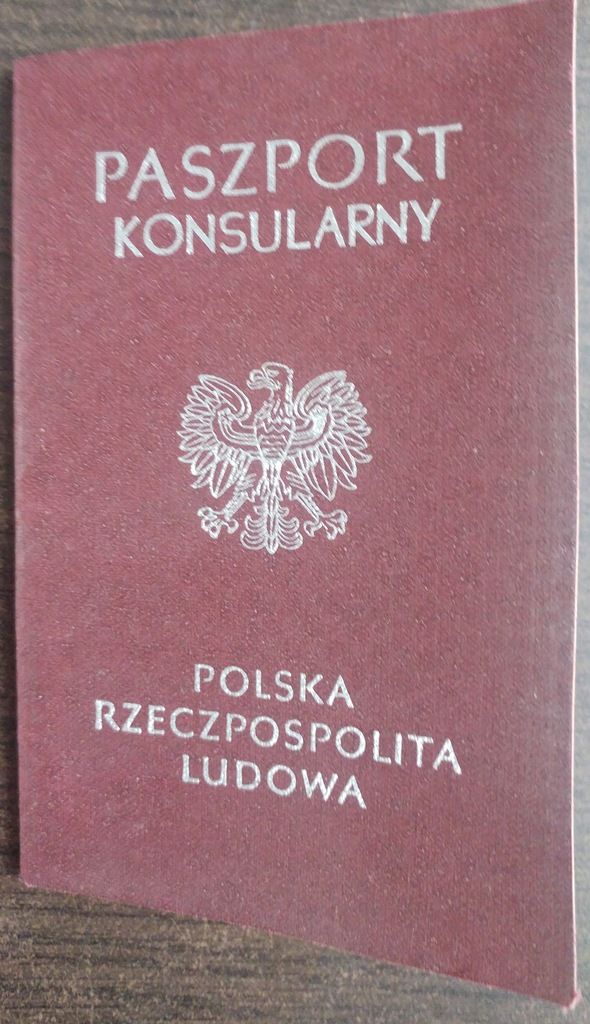 PASZPORT
KONSULARNY
POLSKA
RZECZPOSPOLITA
LUDOWA